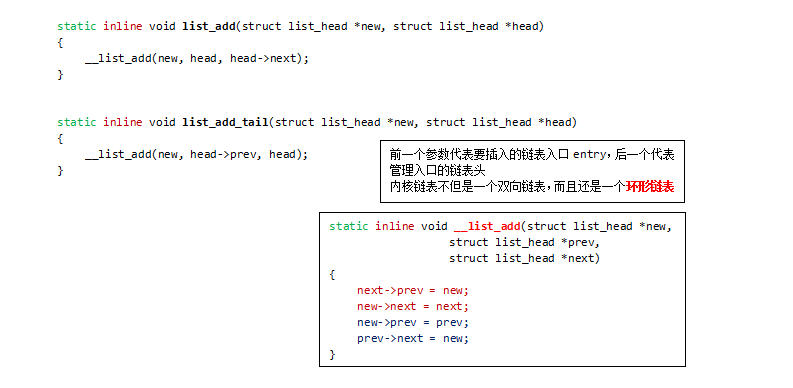 static inline void list_add(struct list_head *new, struct list_head *head)
{
    __list_add(new, head, head->next);
}
static inline void list_add_tail(struct list_head *new, struct list_head *head)
{
    __list_add(new, head->prev, head);
}
前一个参数代表要插入的链表入口 entry，后一个代表
管理入口的链表头
内核链表不但是一个双向链表，而且还是一个环形链表
static inline void __list_add(struct list_head *new,
                  struct list_head *prev,
                  struct list_head *next)
{
    next->prev = new;
    new->next = next;
    new->prev = prev;
    prev->next = new;
}